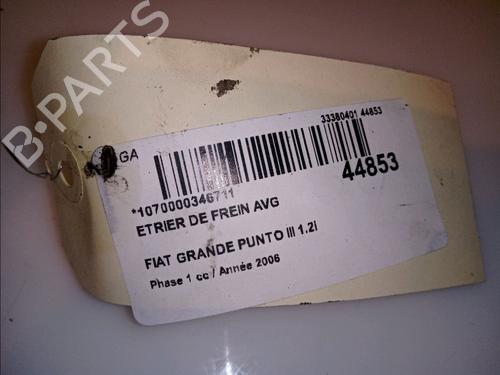 B-PARTS
GA
33380401 44853
44853
*1070000346711
ETRIER DE FREIN AVG
FIAT GRANDE PUNTO III 1.2I
Phase 1 cc / Année 2006